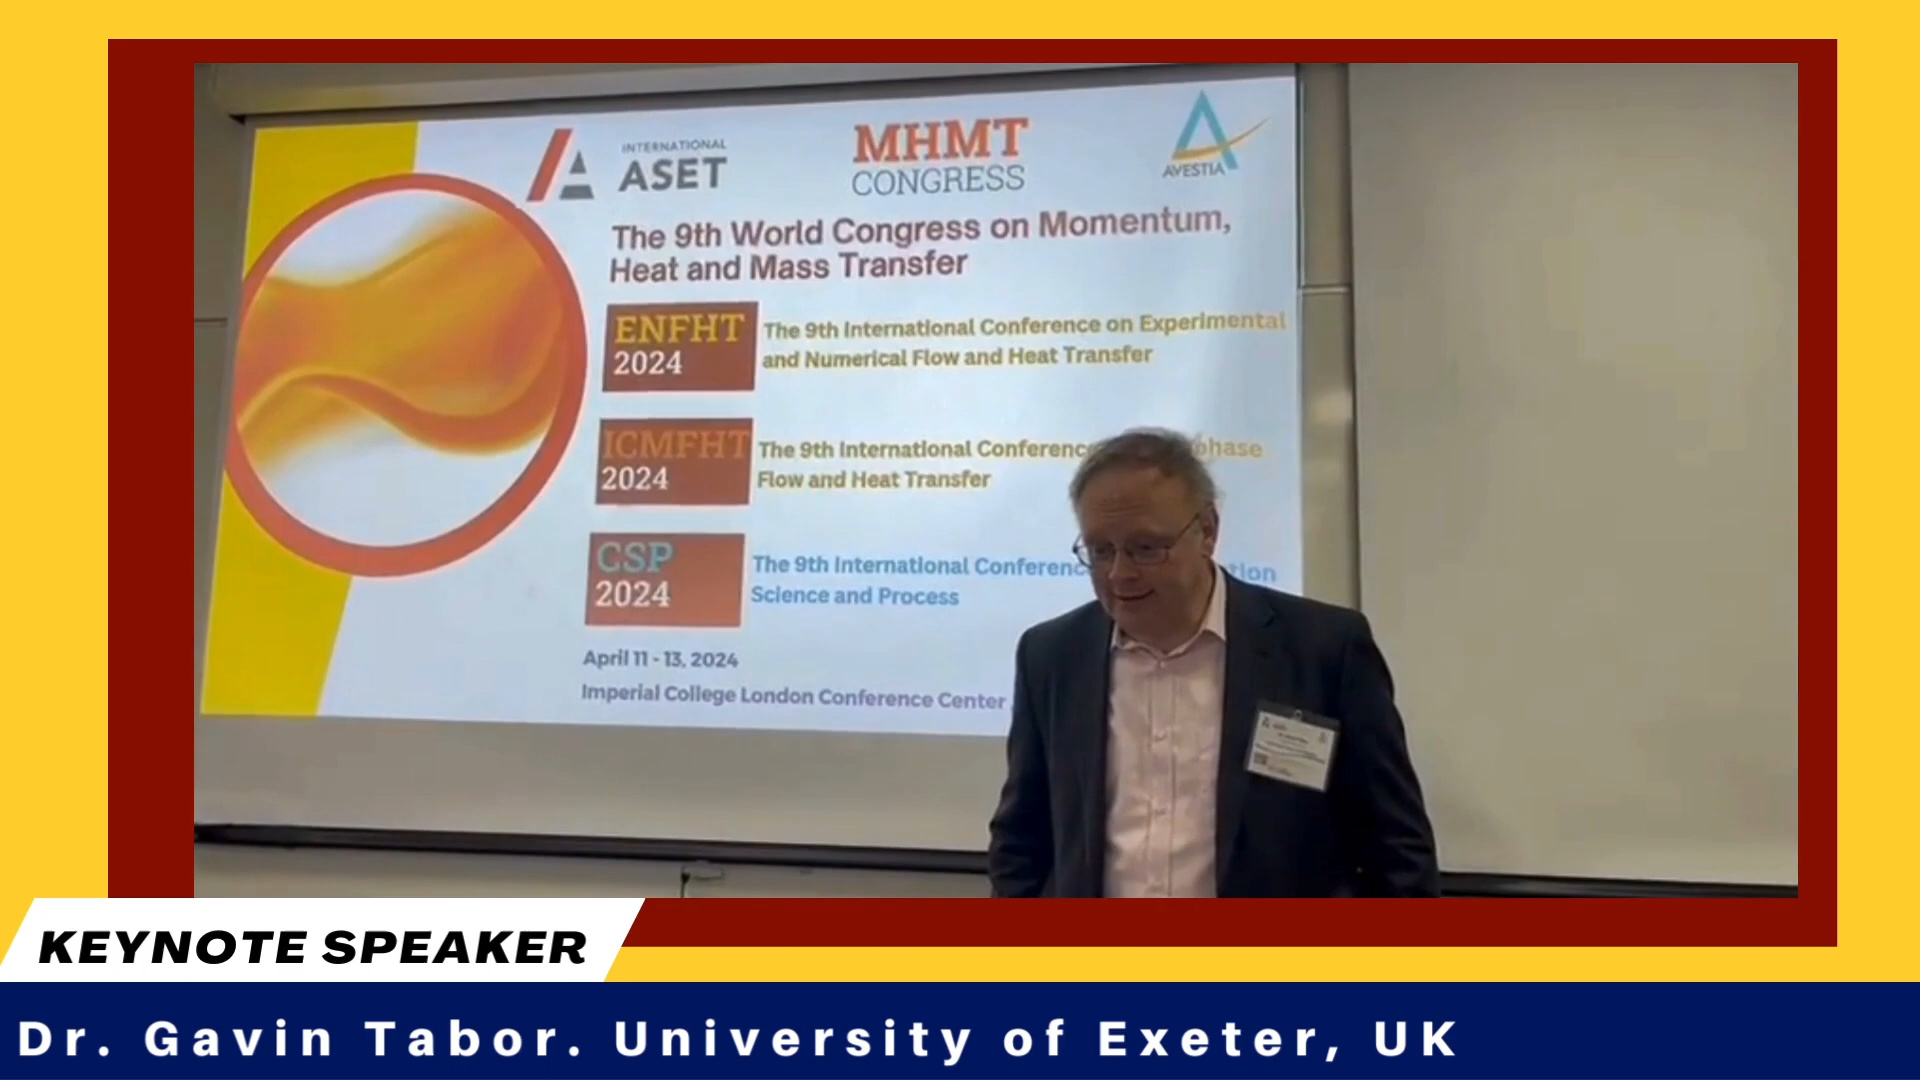 INTERNATIONAL
ASET
MHMT
CONGRESS
AVESTIA
The 9th World Congress on Momentum,
Heat and Mass Transfer
ENFHT
2024
The 9th International Conference on Experimental
and Numerical Flow and Heat Transfer
ICMFHT
2024
The 9th International Conferenc phase
Flow and Heat Transfer
CSP
2024
The 9th International Conferenc tion
Science and Process
April 11 - 13, 2024
Imperial College London Conference Center
KEYNOTE SPEAKER
Dr. Gavin Tabor. University of Exeter, UK